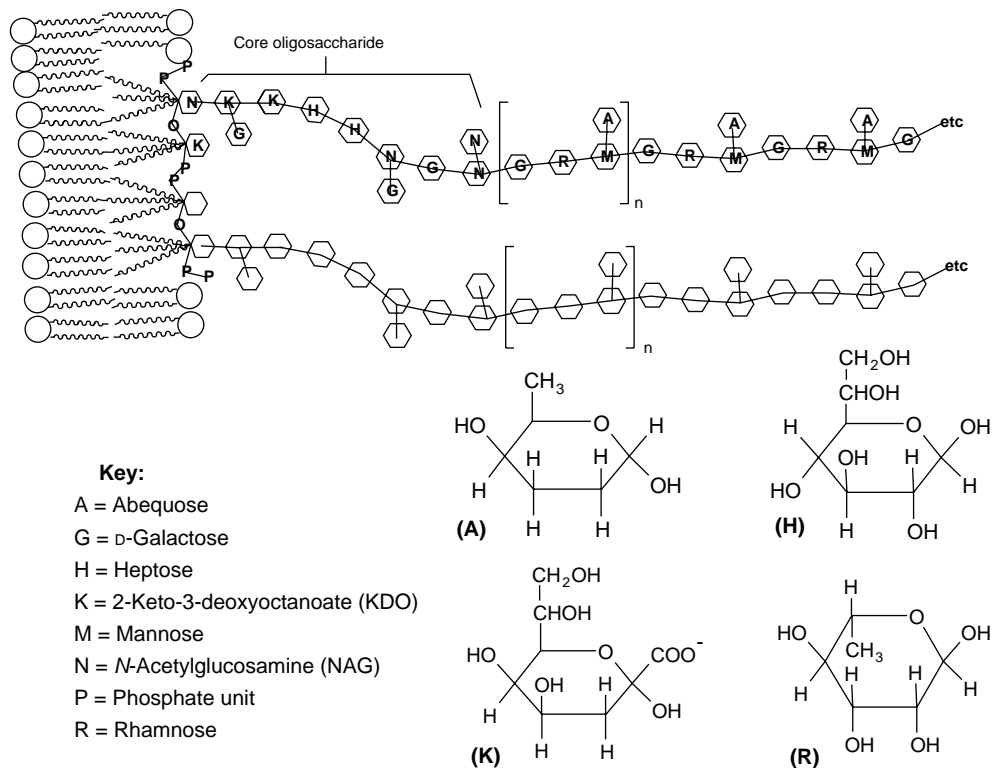 Core oligosaccharide
P P
N K K H H N G N G R M G R M G R M G etc
G G N A A A
n
O
K
P
P
O
P P
etc
n
CH3
HO
O
H
H H
H
OH
H H
(A)
CH2OH
CHOH
H
O
OH
OH H
HO
H
H
OH
(H)
Key:
A = Abequose
G = D-Galactose
H = Heptose
K = 2-Keto-3-deoxyoctanoate (KDO)
M = Mannose
N = N-Acetylglucosamine (NAG)
P = Phosphate unit
R = Rhamnose
CH2OH
CHOH
HO
O
COO-
OH H
H
OH
H H
(K)
H
O
HO
OH
CH3
H
H H
H
OH OH
(R)